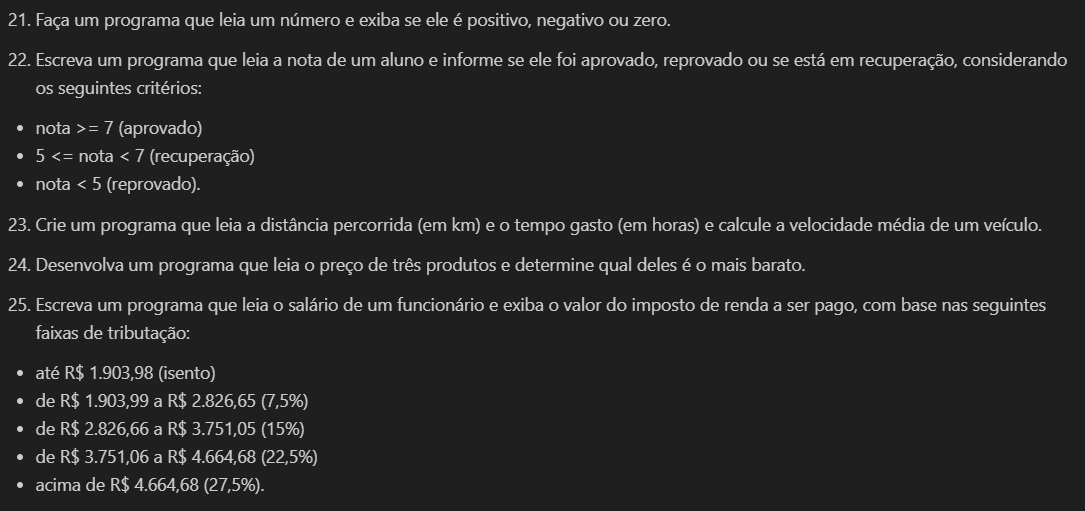 21. Faça um programa que leia um número e exiba se ele é positivo, negativo ou zero.
22. Escreva um programa que leia a nota de um aluno e informe se ele foi aprovado, reprovado ou se está em recuperação, considerando
os seguintes critérios:
• nota >= 7 (aprovado)
• 5 <= nota < 7 (recuperação)
• nota < 5 (reprovado).
23. Crie um programa que leia a distância percorrida (em km) e o tempo gasto (em horas) e calcule a velocidade média de um veículo.
24. Desenvolva um programa que leia o preço de três produtos e determine qual deles é o mais barato.
25. Escreva um programa que leia o salário de um funcionário e exiba o valor do imposto de renda a ser pago, com base nas seguintes
faixas de tributação:
• até R$ 1.903,98 (isento)
• de R$ 1.903,99 a R$ 2.826,65 (7,5%)
• de R$ 2.826,66 a R$ 3.751,05 (15%)
• de R$ 3.751,06 a R$ 4.664,68 (22,5%)
• acima de R$ 4.664,68 (27,5%).